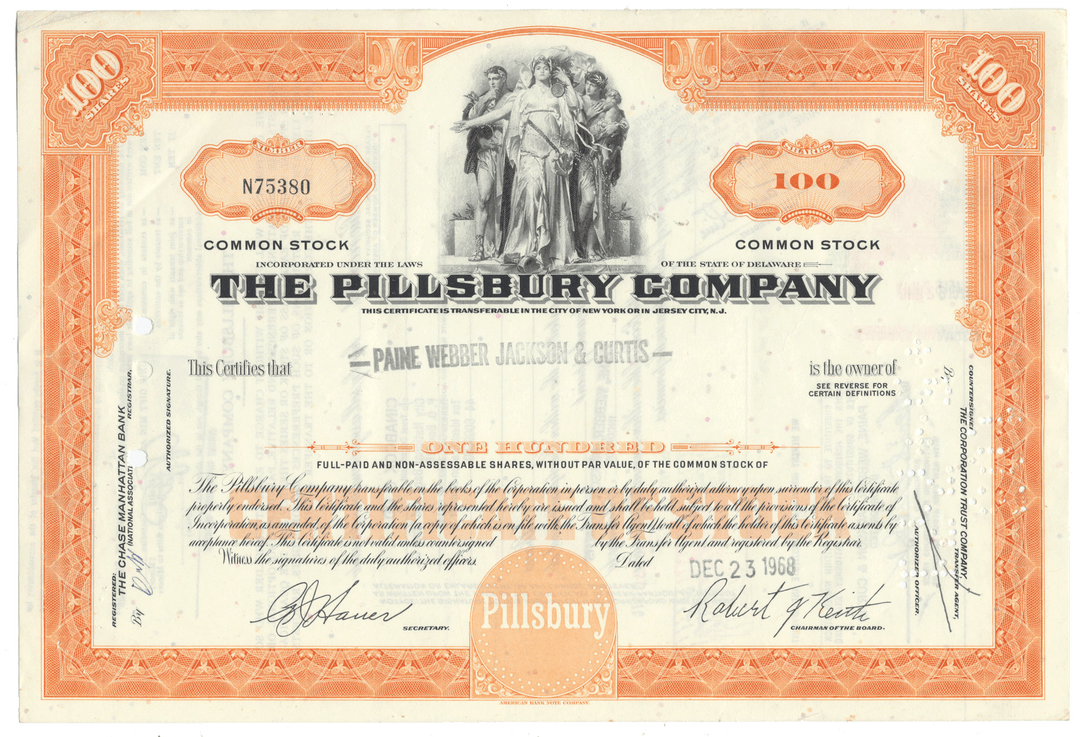 100 SHARES
100 SHARES
NUMBER
N75380
SHARES
100
COMMON STOCK
COMMON STOCK
INCORPORATED UNDER THE LAWS OF THE STATE OF DELAWARE
THE PILLSBURY COMPANY
THIS CERTIFICATE IS TRANSFERABLE IN THE CITY OF NEW YORK OR IN JERSEY CITY, N. J.
This Certifies that
PAINE WEBBER JACKSON & CURTIS
is the owner of
SEE REVERSE FOR
CERTAIN DEFINITIONS
ONE HUNDRED
FULL-PAID AND NON-ASSESSABLE SHARES, WITHOUT PAR VALUE, OF THE COMMON STOCK OF
The Pillsbury Company transferable on the books of the Corporation in person or by duly authorized attorney upon surrender of this Certificate
properly endorsed. This Certificate and the shares represented hereby are issued and shall be held subject to all the provisions of the Certificate of
Incorporation, as amended, of the Corporation (a copy of which is on file with the Transfer Agent), to all of which the holder of this Certificate assents by
acceptance hereof. This Certificate is not valid unless countersigned by the Transfer Agent and registered by the Registrar.
Witness the signatures of the duly authorized officers.
Dated
DEC 23 1968
Pillsbury
SECRETARY.
Robert J Keith
CHAIRMAN OF THE BOARD.
REGISTERED:
THE CHASE MANHATTAN BANK
(NATIONAL ASSOCIATI
REGISTRAR,
By
AUTHORIZED SIGNATURE.
COUNTERSIGNED:
THE CORPORATION TRUST COMPANY,
TRANSFER AGENT,
By
AUTHORIZED OFFICER.
AMERICAN BANK NOTE COMPANY.